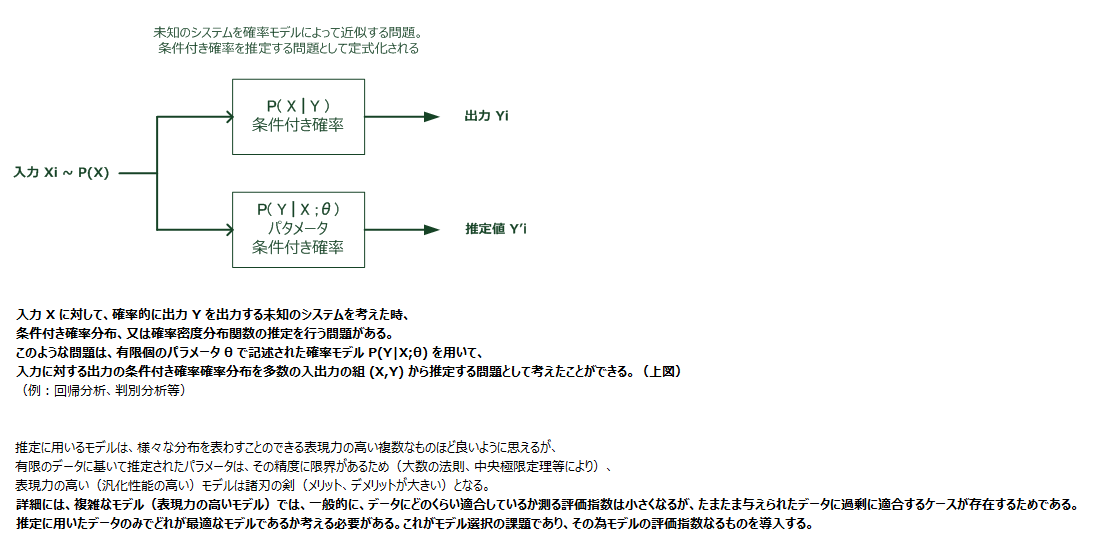 未知のシステムを確率モデルによって近似する問題。
条件付き確率を推定する問題として定式化される
P( X | Y )
条件付き確率
出力 Yi
入力 Xi ~ P(X)
P( Y | X ;θ)
パタメータ
条件付き確率
推定値 Y’i
入力 X に対して、確率的に出力 Y を出力する未知のシステムを考えた時、
条件付き確率分布、又は確率密度分布関数の推定を行う問題がある。
このような問題は、有限個のパラメータ θ で記述された確率モデル P(Y|X;θ) を用いて、
入力に対する出力の条件付き確率確率分布を多数の入出力の組 (X,Y) から推定する問題として考えたことができる。（上図）
（例：回帰分析、判別分析等）
推定に用いるモデルは、様々な分布を表わすことのできる表現力の高い複数なものほど良いように思えるが、
有限のデータに基いて推定されたパラメータは、その精度に限界があるため（大数の法則、中央極限定理等により）、
表現力の高い（汎化性能の高い）モデルは諸刃の剣（メリット、デメリットが大きい）となる。
詳細には、複雑なモデル（表現力の高いモデル）では、一般的に、データにどのくらい適合しているか測る評価指数は小さくなるが、たまたま与えられたデータに過剰に適合するケースが存在するためである。
推定に用いたデータのみでどれが最適なモデルであるか考える必要がある。これがモデル選択の課題であり、その為モデルの評価指数なるものを導入する。